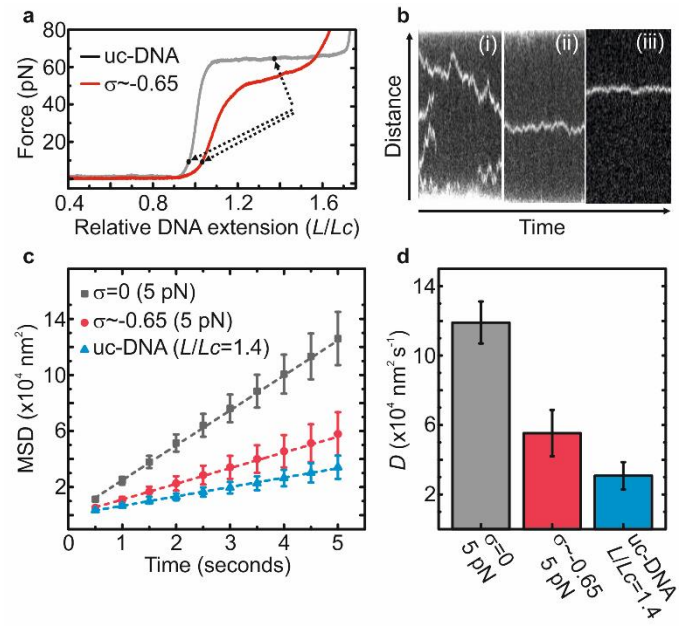 a
Force (pN)
80
60
40
20
0.4
0.8
1.2
1.6
Relative DNA extension (L/Lc)
uc-DNA
σ~-0.65
b
(i)
(ii)
(iii)
Distance
Time
c
MSD (x10⁴ nm²)
14
10
6
2
0
1
2
3
4
5
Time (seconds)
σ=0 (5 pN)
σ~-0.65 (5 pN)
uc-DNA (L/Lc=1.4)
d
D (x10⁴ nm² s⁻¹)
14
10
6
2
σ=0
5 pN
σ~-0.65
5 pN
uc-DNA
L/Lc=1.4